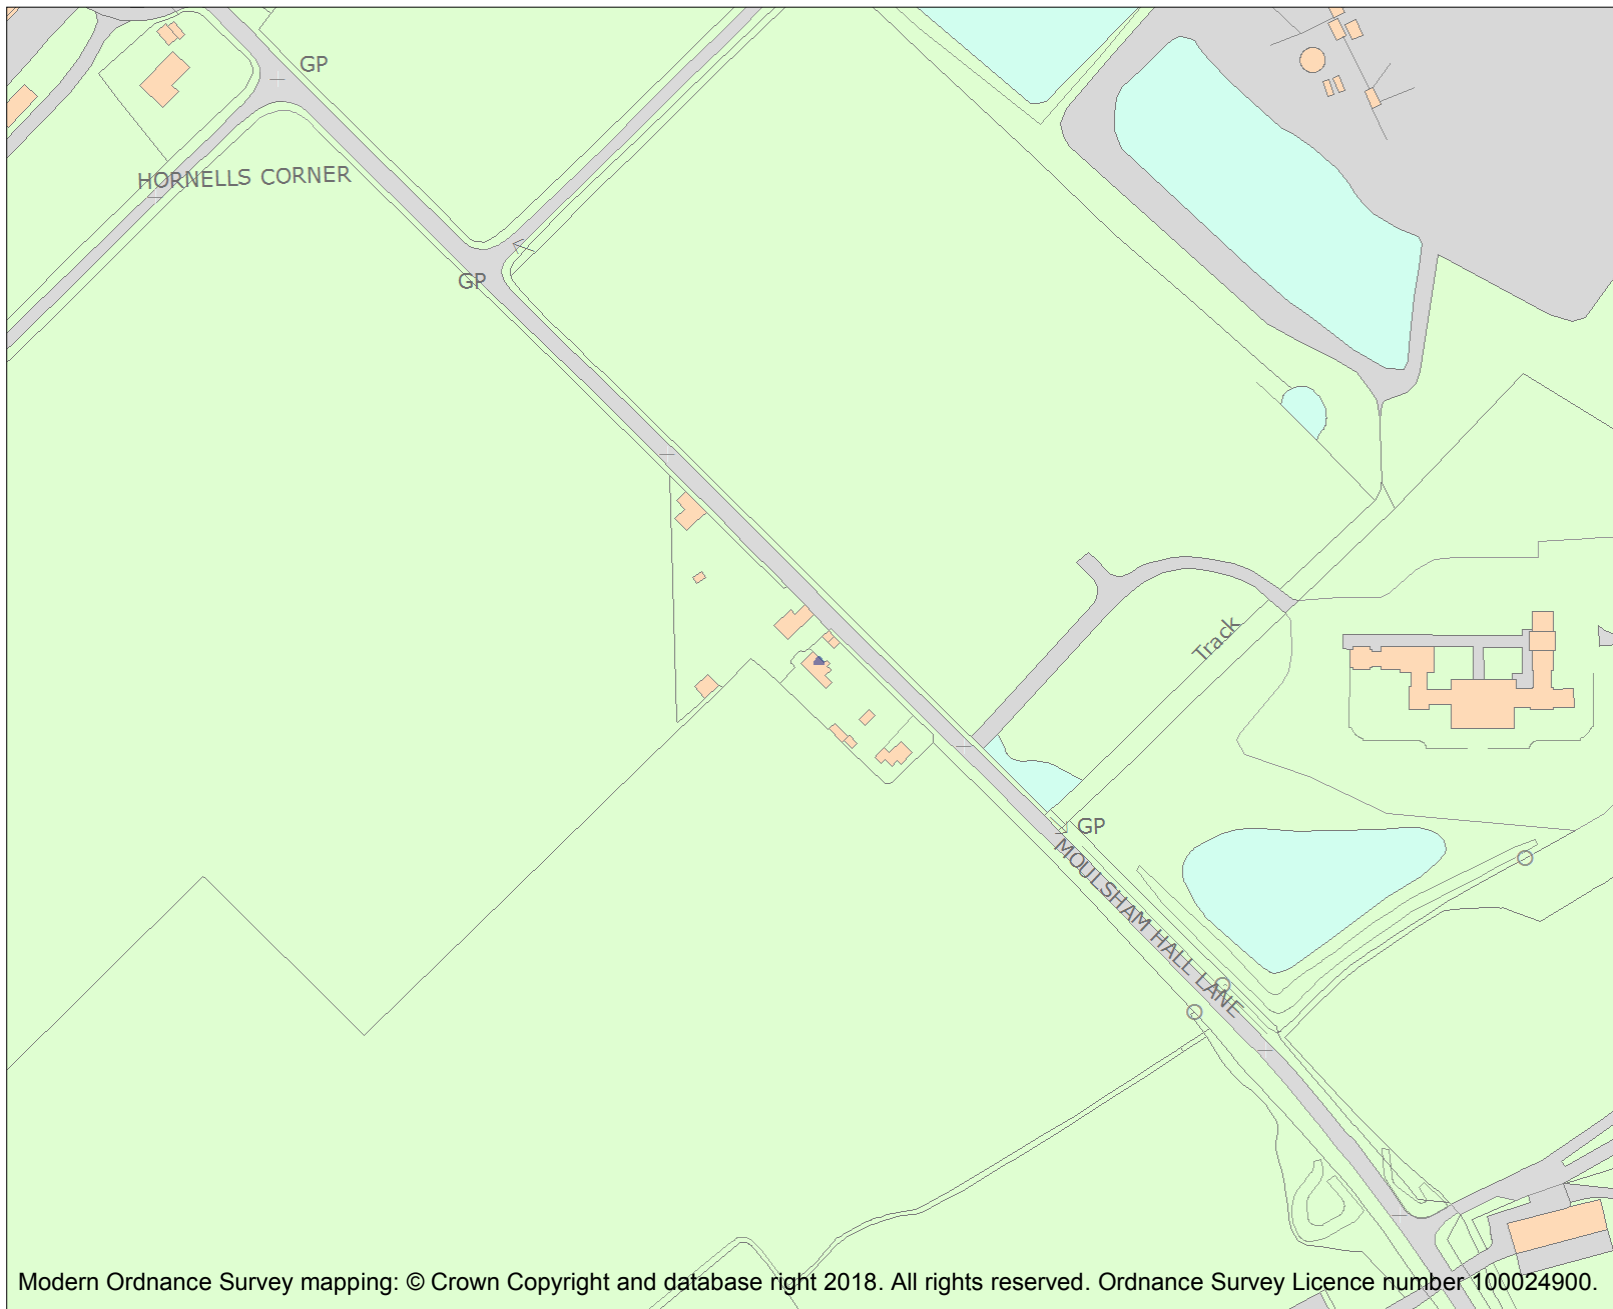 GP
HORNELLS CORNER
GP
Track
GP
MOULSHAM HALL LANE
Modern Ordnance Survey mapping: © Crown Copyright and database right 2018. All rights reserved. Ordnance Survey Licence number 100024900.